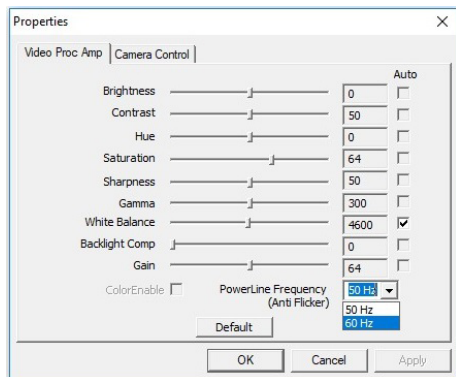 Properties
Video Proc Amp Camera Control
Auto
Brightness 0
Contrast 50
Hue 0
Saturation 64
Sharpness 50
Gamma 300
White Balance 4600
Backlight Comp 0
Gain 64
ColorEnable PowerLine Frequency 50 Hz
(Anti Flicker)
50 Hz
60 Hz
Default
OK Cancel Apply